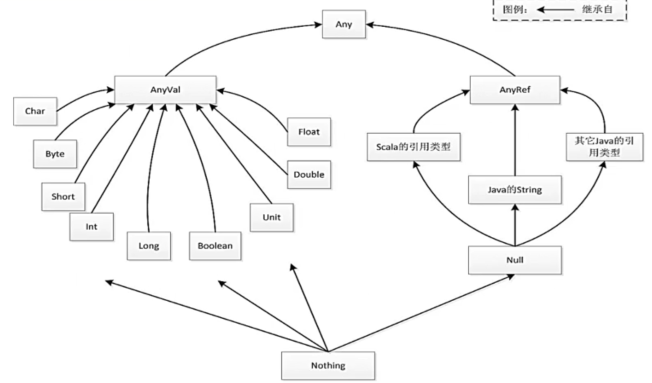 图例：
继承自
Any
AnyVal
AnyRef
Char
Float
Byte
Scala的引用类型
其它Java的引
用类型
Double
Short
Java的String
Int
Unit
Long
Boolean
Null
Nothing